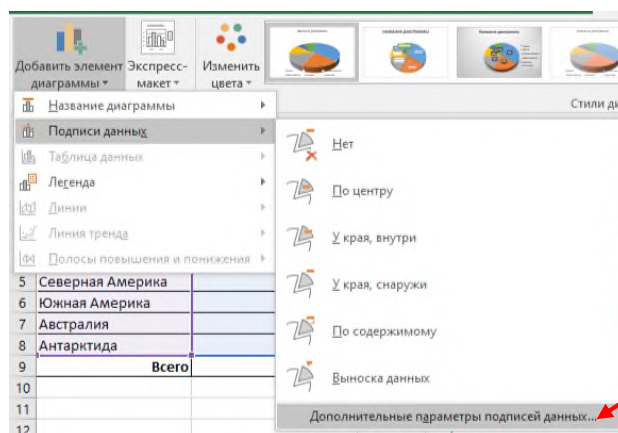 Добавить элемент диаграммы
Экспресс-макет
Изменить цвета
Стили ди
Название диаграммы
Подписи данных
Таблица данных
Легенда
Линии
Линия тренда
Полосы повышения и понижения
Нет
По центру
У края, внутри
У края, снаружи
По содержимому
Выноска данных
Дополнительные параметры подписей данных...
5 Северная Америка
6 Южная Америка
7 Австралия
8 Антарктида
9 Всего
10
11
12